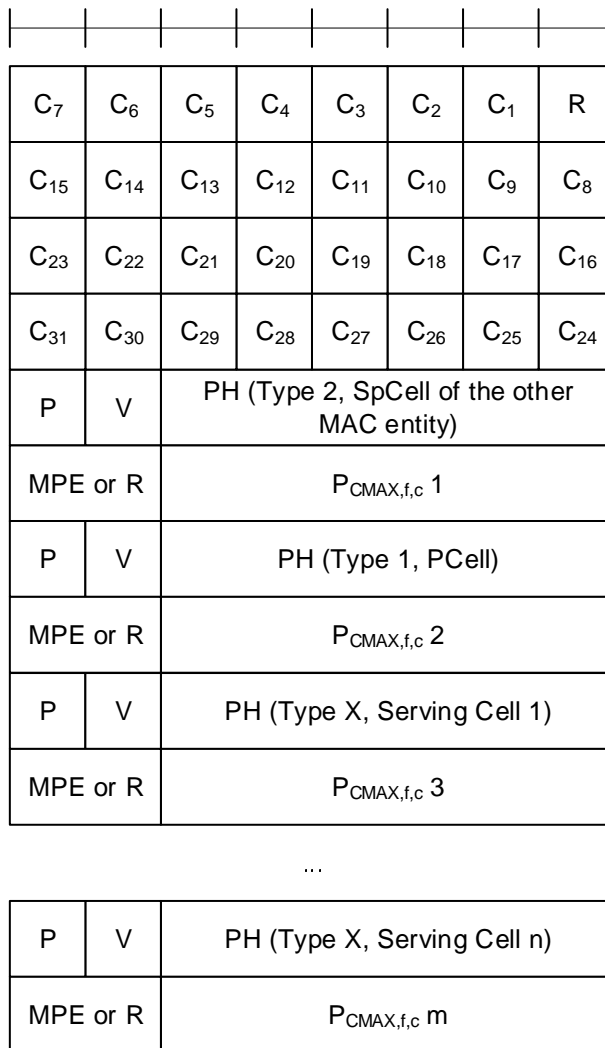 C7 C6 C5 C4 C3 C2 C1 R
C15 C14 C13 C12 C11 C10 C9 C8
C23 C22 C21 C20 C19 C18 C17 C16
C31 C30 C29 C28 C27 C26 C25 C24
P V PH (Type 2, SpCell of the other
MAC entity)
MPE or R PCMAX,f,c 1
P V PH (Type 1, PCell)
MPE or R PCMAX,f,c 2
P V PH (Type X, Serving Cell 1)
MPE or R PCMAX,f,c 3
...
P V PH (Type X, Serving Cell n)
MPE or R PCMAX,f,c m